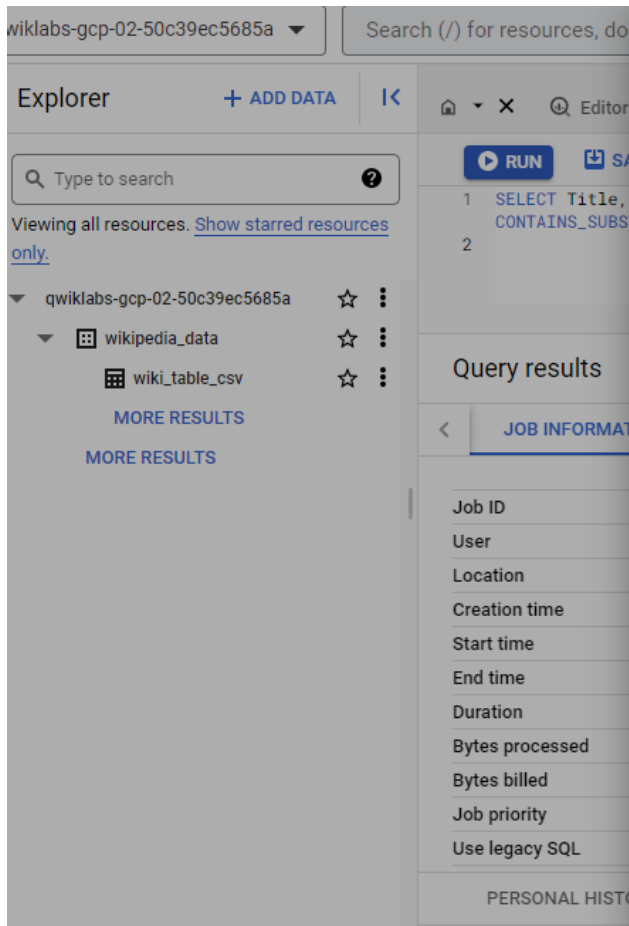 wiklabs-gcp-02-50c39ec5685a
Search (/) for resources, do
Explorer
+ ADD DATA
Editor
Type to search
Viewing all resources. Show starred resources
only.
qwiklabs-gcp-02-50c39ec5685a
wikipedia_data
wiki_table_csv
MORE RESULTS
MORE RESULTS
RUN
SA
1 SELECT Title,
CONTAINS_SUBS
2
Query results
JOB INFORMAT
Job ID
User
Location
Creation time
Start time
End time
Duration
Bytes processed
Bytes billed
Job priority
Use legacy SQL
PERSONAL HISTO